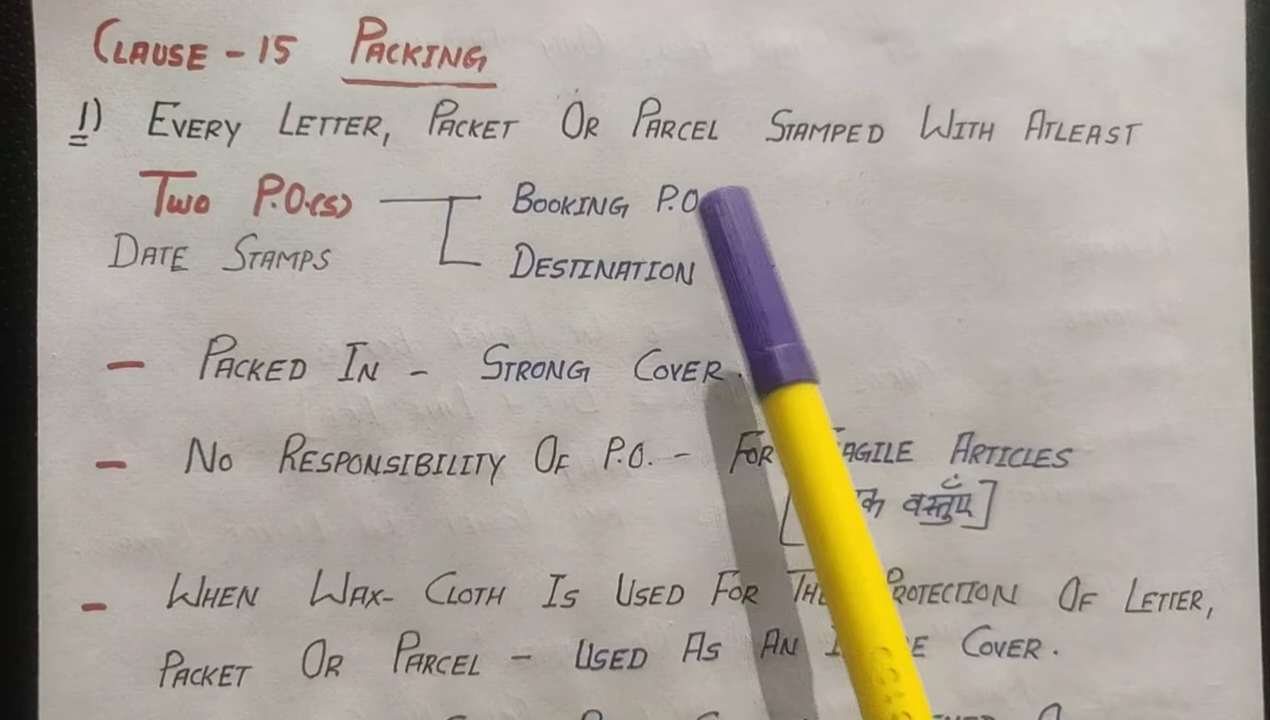 CLAUSE - 15 PACKING
1) EVERY LETTER, PACKET OR PARCEL STAMPED WITH ATLEAST
TWO P.O.(S) BOOKING P.O
DATE STAMPS DESTINATION
- PACKED IN - STRONG COVER.
- NO RESPONSIBILITY OF P.O. - FOR AGILE ARTICLES
[ वस्तुएँ]
- WHEN WAX- CLOTH IS USED FOR THE PROTECTION OF LETTER,
PACKET OR PARCEL - USED AS AN COVER.